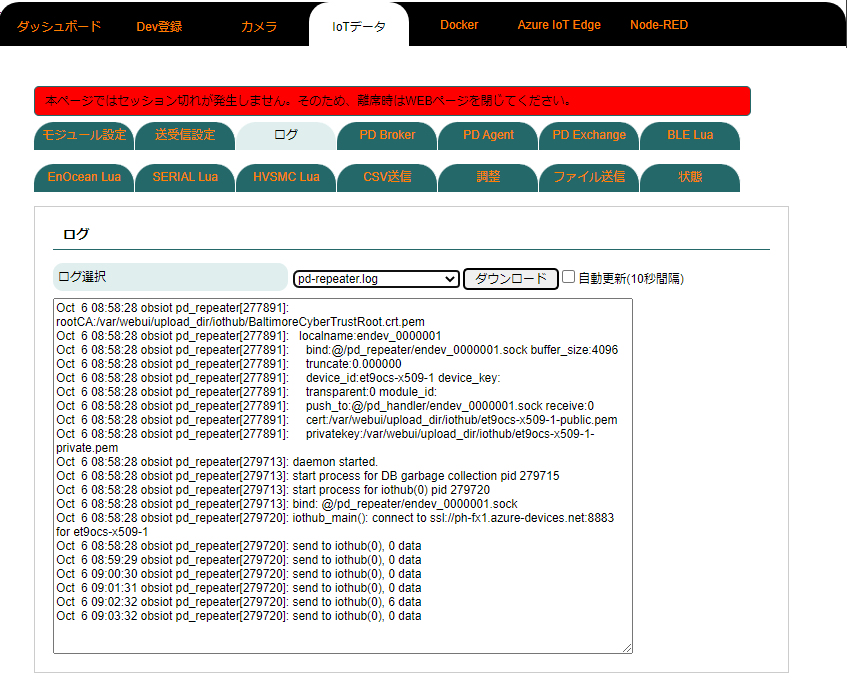 ダッシュボード Dev登録 カメラ IoTデータ Docker Azure IoT Edge Node-RED
本ページではセッション切れが発生しません。そのため、離席時はWEBページを閉じてください。
モジュール設定 送受信設定 ログ PD Broker PD Agent PD Exchange BLE Lua
EnOcean Lua SERIAL Lua HVSMC Lua CSV送信 調整 ファイル送信 状態
ログ
ログ選択 pd-repeater.log ダウンロード 自動更新(10秒間隔)
Oct 6 08:58:28 obsiot pd_repeater[277891]:
rootCA:/var/webui/upload_dir/iothub/BaltimoreCyberTrustRoot.crt.pem
Oct 6 08:58:28 obsiot pd_repeater[277891]: localname:endev_0000001
Oct 6 08:58:28 obsiot pd_repeater[277891]: bind:@/pd_repeater/endev_0000001.sock buffer_size:4096
Oct 6 08:58:28 obsiot pd_repeater[277891]: truncate:0.000000
Oct 6 08:58:28 obsiot pd_repeater[277891]: device_id:et9ocs-x509-1 device_key:
Oct 6 08:58:28 obsiot pd_repeater[277891]: transparent:0 module_id:
Oct 6 08:58:28 obsiot pd_repeater[277891]: push_to:@/pd_handler/endev_0000001.sock receive:0
Oct 6 08:58:28 obsiot pd_repeater[277891]: cert:/var/webui/upload_dir/iothub/et9ocs-x509-1-public.pem
Oct 6 08:58:28 obsiot pd_repeater[277891]: privatekey:/var/webui/upload_dir/iothub/et9ocs-x509-1-
private.pem
Oct 6 08:58:28 obsiot pd_repeater[279713]: daemon started.
Oct 6 08:58:28 obsiot pd_repeater[279713]: start process for DB garbage collection pid 279715
Oct 6 08:58:28 obsiot pd_repeater[279713]: start process for iothub(0) pid 279720
Oct 6 08:58:28 obsiot pd_repeater[279713]: bind: @/pd_repeater/endev_0000001.sock
Oct 6 08:58:28 obsiot pd_repeater[279720]: iothub_main(): connect to ssl://ph-fx1.azure-devices.net:8883
for et9ocs-x509-1
Oct 6 08:58:28 obsiot pd_repeater[279720]: send to iothub(0), 0 data
Oct 6 08:59:29 obsiot pd_repeater[279720]: send to iothub(0), 0 data
Oct 6 09:00:30 obsiot pd_repeater[279720]: send to iothub(0), 0 data
Oct 6 09:01:31 obsiot pd_repeater[279720]: send to iothub(0), 0 data
Oct 6 09:02:32 obsiot pd_repeater[279720]: send to iothub(0), 6 data
Oct 6 09:03:32 obsiot pd_repeater[279720]: send to iothub(0), 0 data